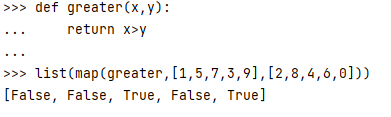 >>> def greater(x,y):
...     return x>y
...
>>> list(map(greater,[1,5,7,3,9],[2,8,4,6,0]))
[False, False, True, False, True]